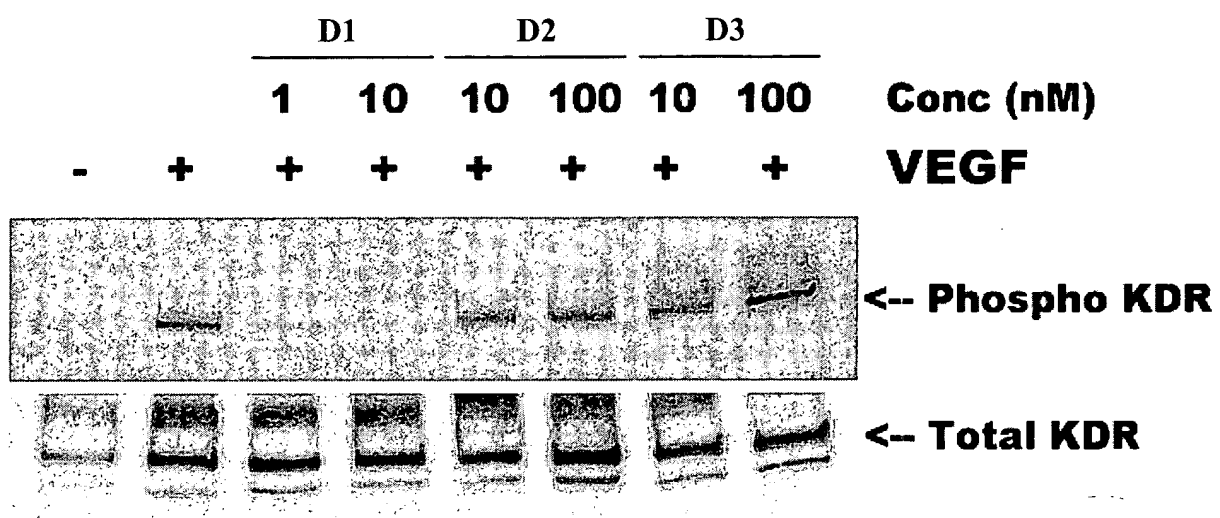 D1 D2 D3
1 10 10 100 10 100 Conc (nM)
- + + + + + + + VEGF
<-- Phospho KDR
<-- Total KDR